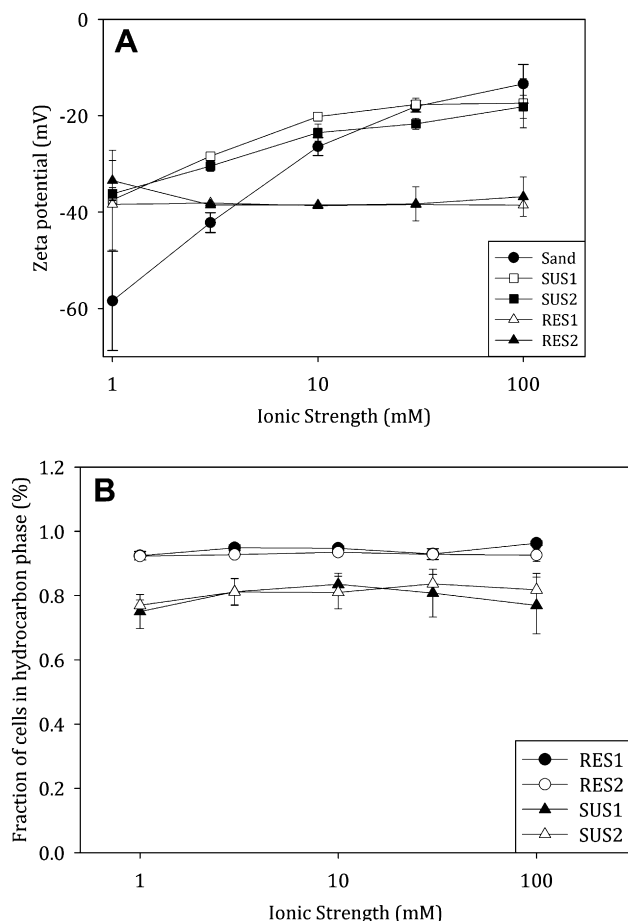 A
0
-20
-40
-60
Zeta potential (mV)
Sand
SUS1
SUS2
RES1
RES2
1
10
100
Ionic Strength (mM)
B
1.2
1.0
0.8
0.6
0.4
0.2
0.0
Fraction of cells in hydrocarbon phase (%)
RES1
RES2
SUS1
SUS2
1
10
100
Ionic Strength (mM)